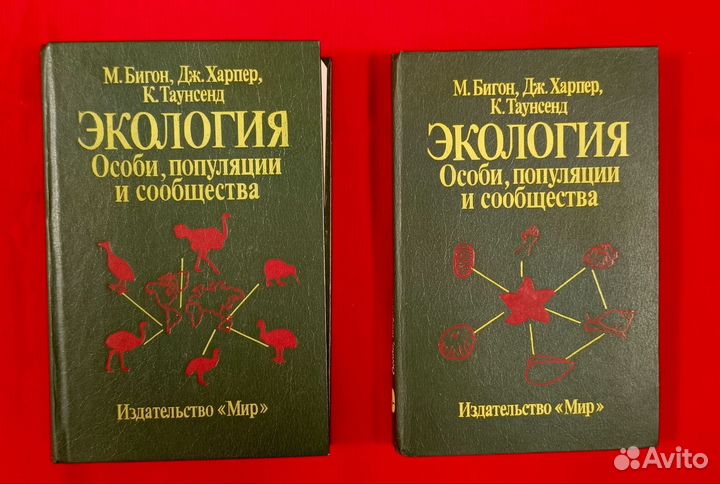 М. Бигон, Дж. Харпер,
К. Таунсенд
ЭКОЛОГИЯ
Особи, популяции
и сообщества
Издательство «Мир»
М. Бигон, Дж. Харпер,
К. Таунсенд
ЭКОЛОГИЯ
Особи, популяции
и сообщества
Издательство «Мир»
Avito